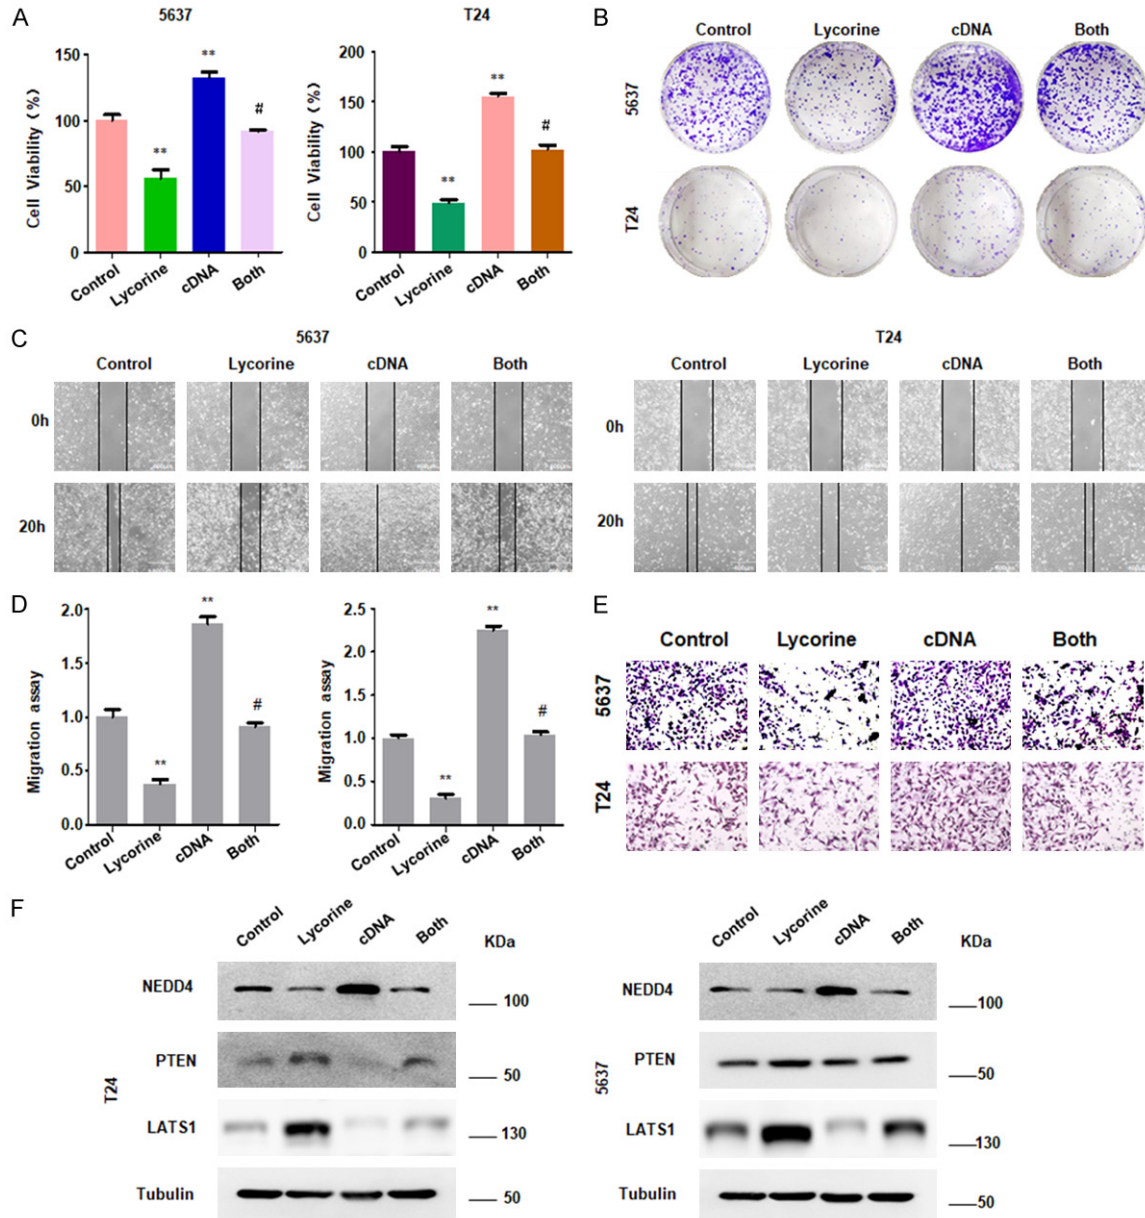 A
5637
T24
B
Cell Viability (%)
150
100
50
0
**
**
#
Control
Lycorine
cDNA
Both
Cell Viability (%)
200
150
100
50
0
**
**
#
Control
Lycorine
cDNA
Both
Control
Lycorine
cDNA
Both
5637
T24
C
5637
T24
Control
Lycorine
cDNA
Both
Control
Lycorine
cDNA
Both
0h
0h
20h
20h
D
Migration assay
2.0
1.5
1.0
0.5
0.0
**
**
#
Control
Lycorine
cDNA
Both
Migration assay
2.5
2.0
1.5
1.0
0.5
0.0
**
**
#
Control
Lycorine
cDNA
Both
E
Control
Lycorine
cDNA
Both
5637
T24
F
Control
Lycorine
cDNA
Both
KDa
NEDD4
100
PTEN
50
T24
LATS1
130
Tubulin
50
Control
Lycorine
cDNA
Both
KDa
NEDD4
100
PTEN
50
5637
LATS1
130
Tubulin
50